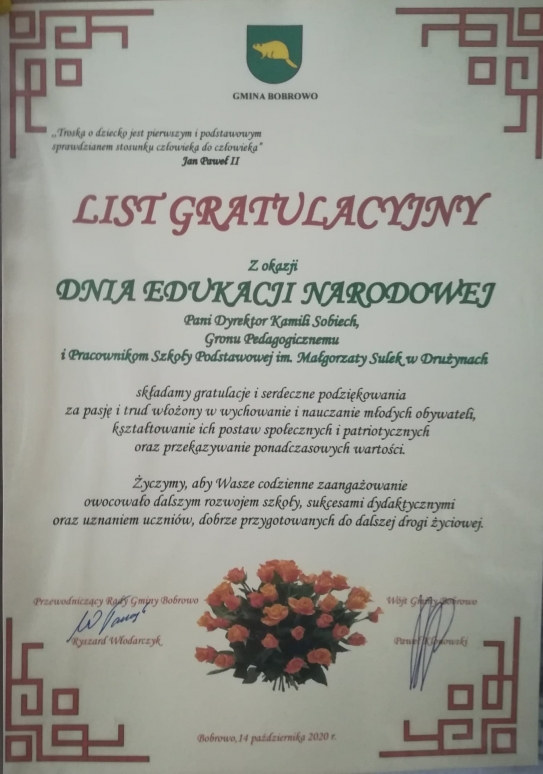 GMINA BOBROWO
„Troska o dziecko jest pierwszym i podstawowym
sprawdzianem stosunku człowieka do człowieka"
Jan Paweł II
LIST GRATULACYJNY
Z okazji
DNIA EDUKACJI NARODOWEJ
Pani Dyrektor Kamili Sobiech,
Gronu Pedagogicznemu
i Pracownikom Szkoły Podstawowej im. Małgorzaty Sulek w Drużynach
składamy gratulacje i serdeczne podziękowania
za pasję i trud włożony w wychowanie i nauczanie młodych obywateli,
kształtowanie ich postaw społecznych i patriotycznych
oraz przekazywanie ponadczasowych wartości.
Życzymy, aby Wasze codzienne zaangażowanie
owocowało dalszym rozwojem szkoły, sukcesami dydaktycznymi
oraz uznaniem uczniów, dobrze przygotowanych do dalszej drogi życiowej.
Przewodniczący Rady Gminy Bobrowo
Ryszard Włodarczyk
Wójt Gminy Bobrowo
Paweł
Bobrowo, 14 października 2020 r.